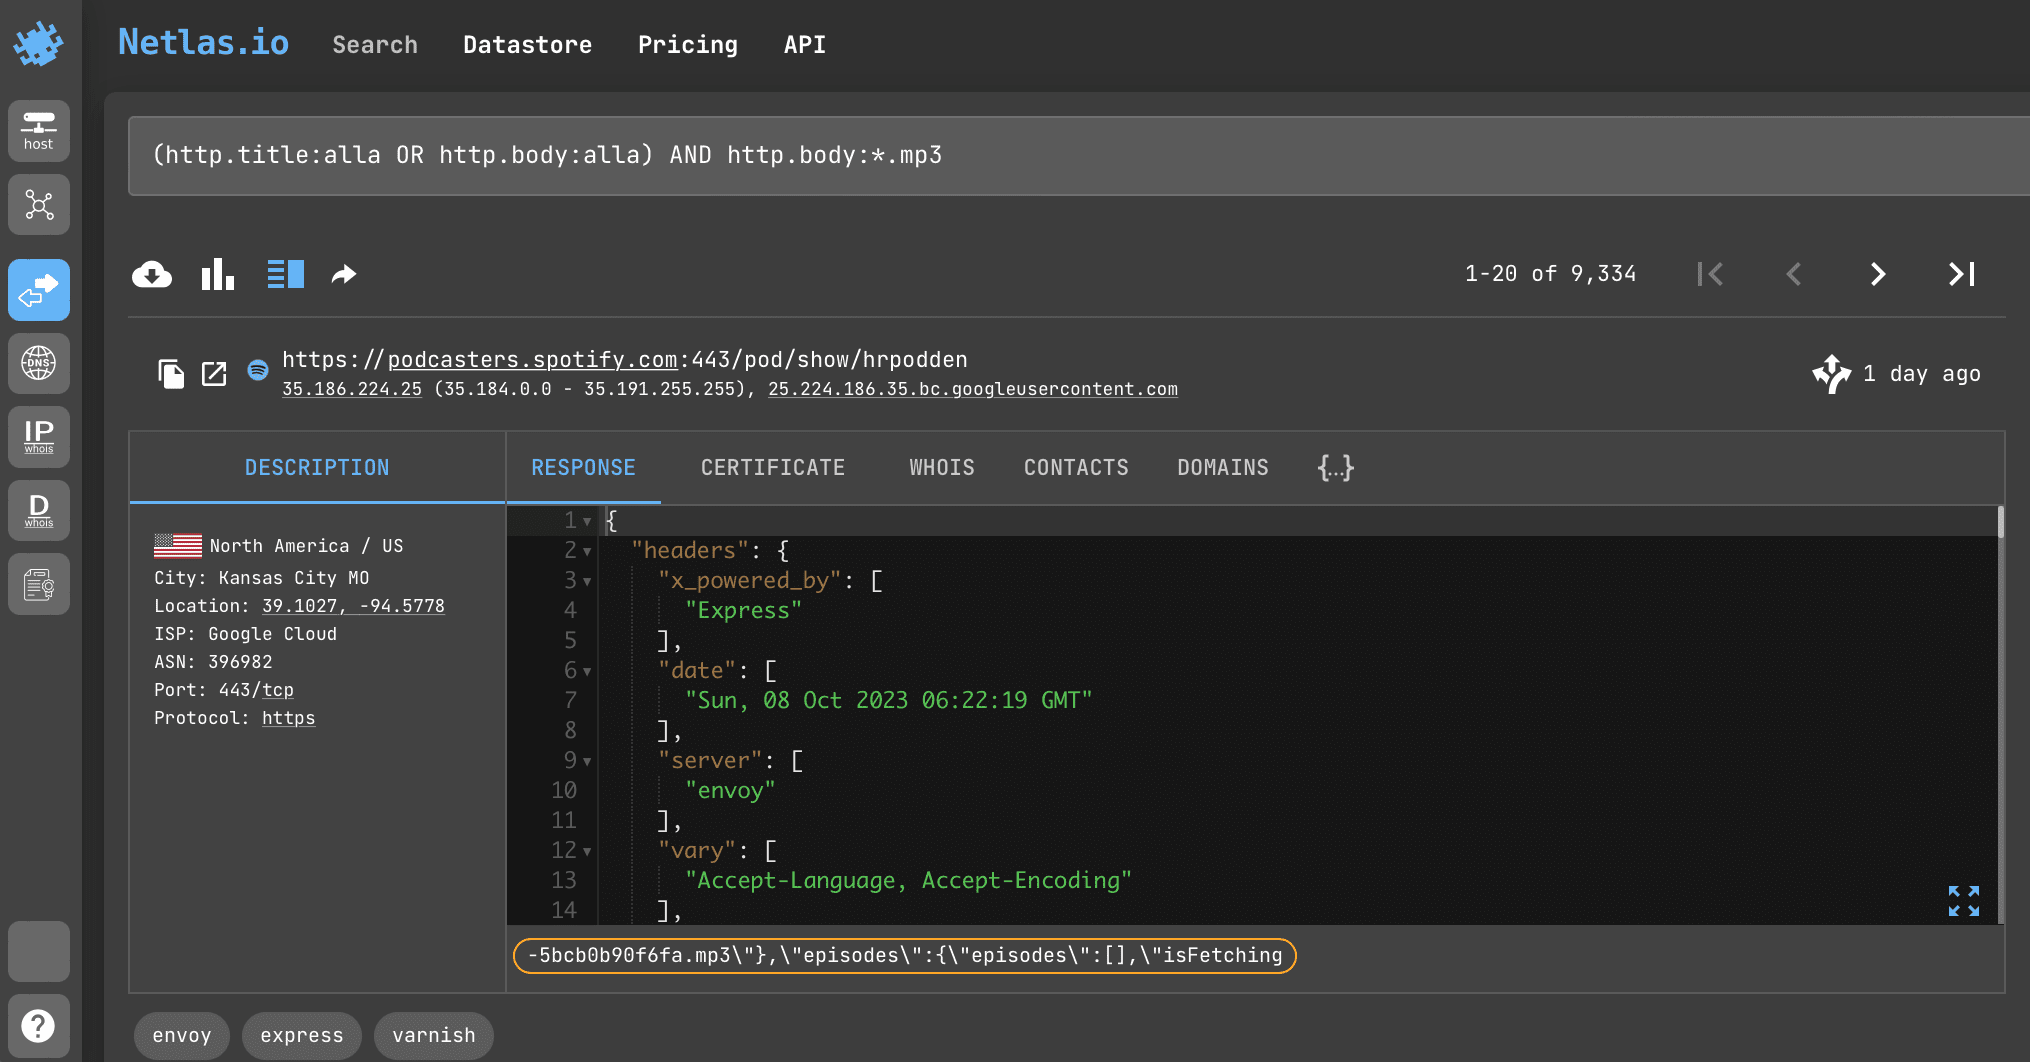 Netlas.io Search Datastore Pricing API
host
(http.title:alla OR http.body:alla) AND http.body:*.mp3
1-20 of 9,334
https://podcasters.spotify.com:443/pod/show/hrpodden
35.186.224.25 (35.184.0.0 - 35.191.255.255), 25.224.186.35.bc.googleusercontent.com
1 day ago
DNS
IP
whois
D
whois
DESCRIPTION
RESPONSE CERTIFICATE WHOIS CONTACTS DOMAINS {...}
North America / US
City: Kansas City MO
Location: 39.1027, -94.5778
ISP: Google Cloud
ASN: 396982
Port: 443/tcp
Protocol: https
1 {
2 "headers": {
3 "x_powered_by": [
4 "Express"
5 ],
6 "date": [
7 "Sun, 08 Oct 2023 06:22:19 GMT"
8 ],
9 "server": [
10 "envoy"
11 ],
12 "vary": [
13 "Accept-Language, Accept-Encoding"
14 ],
-5bcb0b90f6fa.mp3\"},\"episodes\":{\"episodes\":[],\"isFetching
envoy express varnish
?